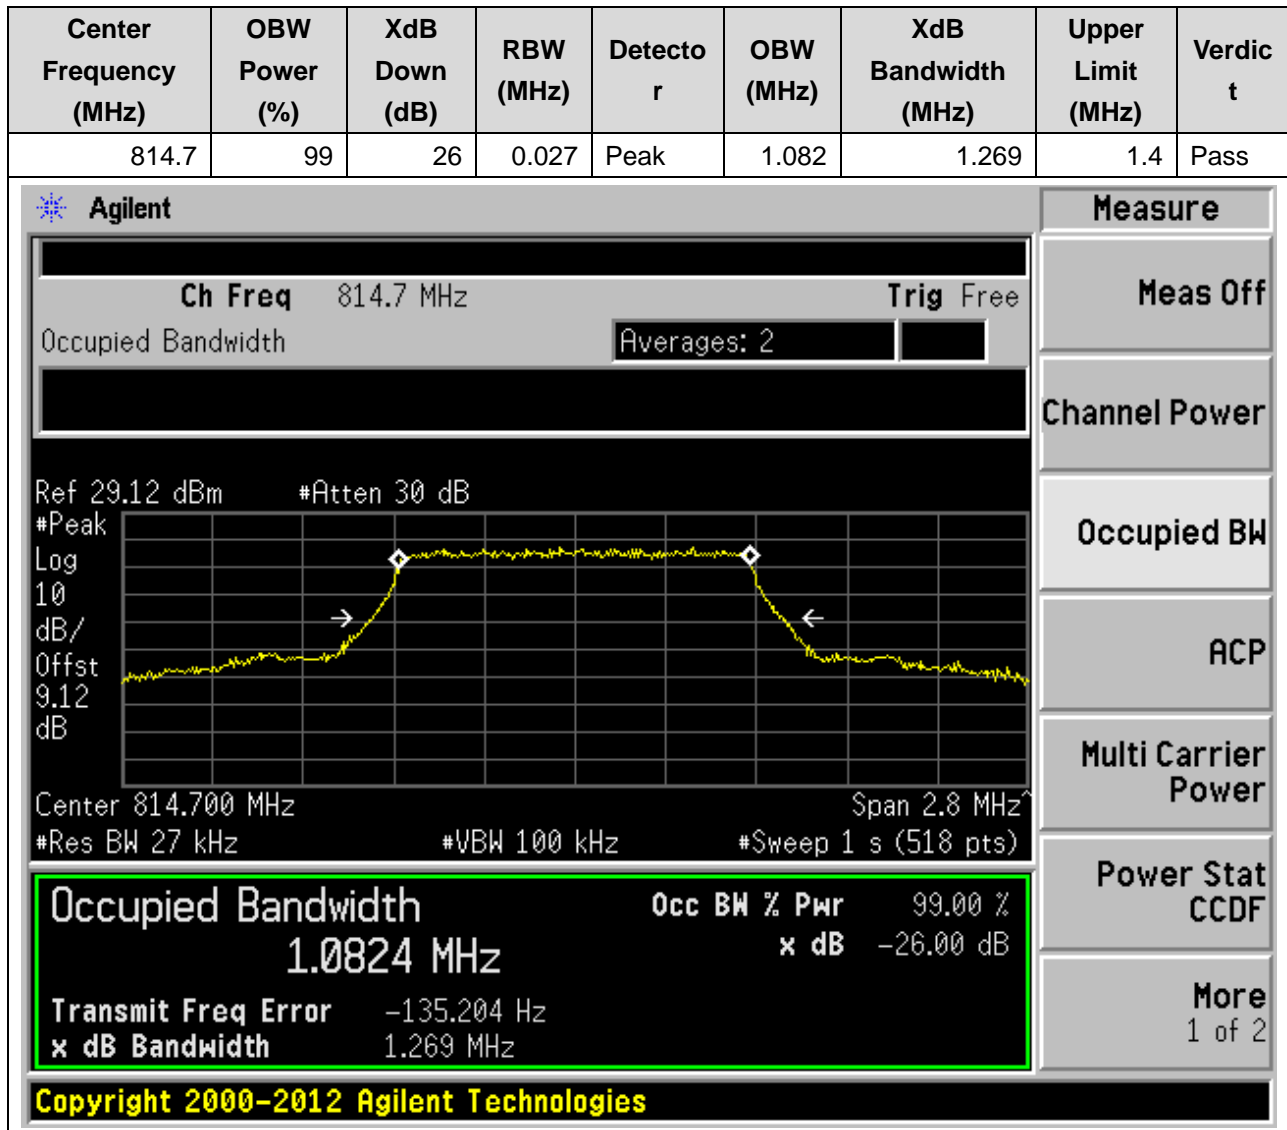 Center Frequency (MHz) OBW Power (%) XdB Down (dB) RBW (MHz) Detector OBW (MHz) XdB Bandwidth (MHz) Upper Limit (MHz) Verdict
814.7 99 26 0.027 Peak 1.082 1.269 1.4 Pass
Agilent
Measure
Ch Freq 814.7 MHz Trig Free
Occupied Bandwidth Averages: 2
Meas Off
Channel Power
Occupied BW
ACP
Multi Carrier
Power
Power Stat
CCDF
More
1 of 2
Ref 29.12 dBm #Atten 30 dB
#Peak
Log
10
dB/
Offst
9.12
dB
Center 814.700 MHz Span 2.8 MHz^
#Res BW 27 kHz #VBW 100 kHz #Sweep 1 s (518 pts)
Occupied Bandwidth Occ BW % Pwr 99.00 %
1.0824 MHz x dB -26.00 dB
Transmit Freq Error -135.204 Hz
x dB Bandwidth 1.269 MHz
Copyright 2000-2012 Agilent Technologies